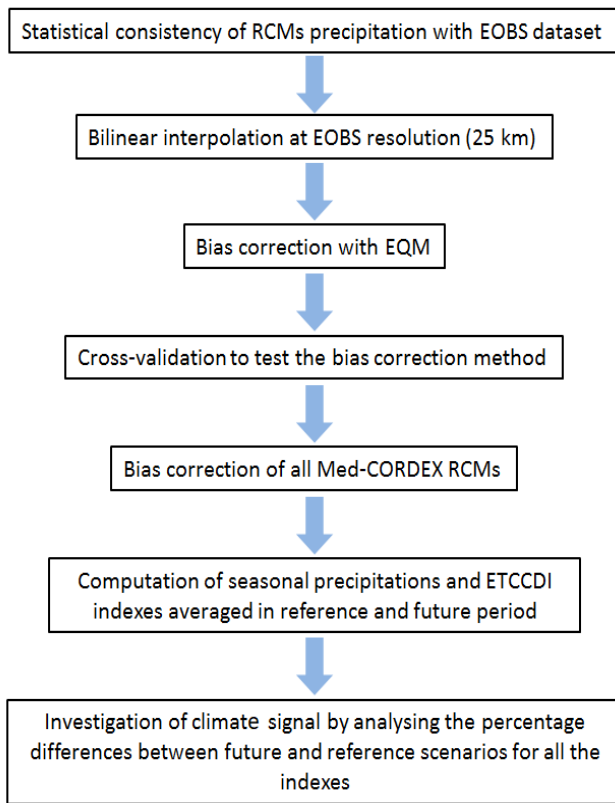 Statistical consistency of RCMs precipitation with EOBS dataset
Bilinear interpolation at EOBS resolution (25 km)
Bias correction with EQM
Cross-validation to test the bias correction method
Bias correction of all Med-CORDEX RCMs
Computation of seasonal precipitations and ETCCDI
indexes averaged in reference and future period
Investigation of climate signal by analysing the percentage
differences between future and reference scenarios for all the
indexes